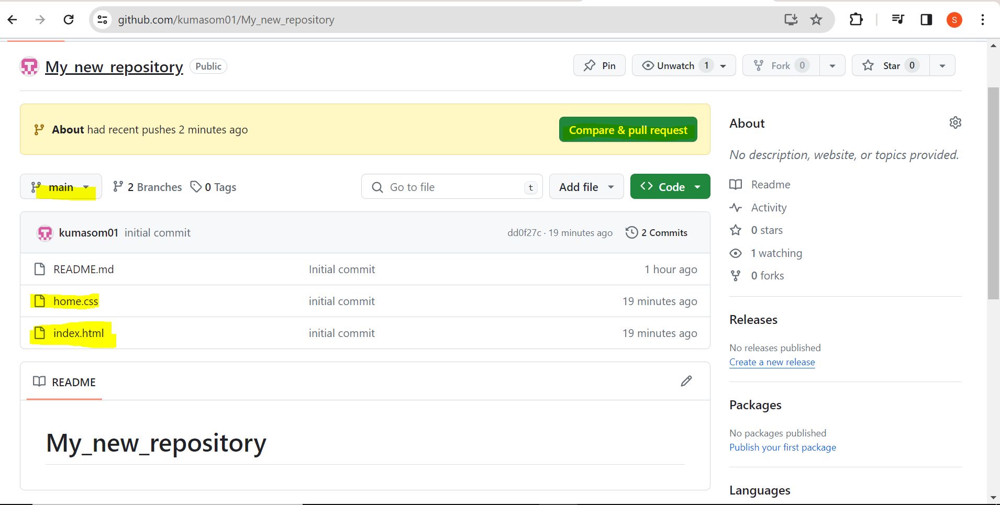 github.com/kumasom01/My_new_repository
S
My_new_repository Public
Pin
Unwatch 1
Fork 0
Star 0
About had recent pushes 2 minutes ago
Compare & pull request
main
2 Branches
0 Tags
Go to file t
Add file
<> Code
kumasom01 initial commit
dd0f27c · 19 minutes ago
2 Commits
README.md Initial commit 1 hour ago
home.css initial commit 19 minutes ago
index.html initial commit 19 minutes ago
README
My_new_repository
About
No description, website, or topics provided.
Readme
Activity
0 stars
1 watching
0 forks
Releases
No releases published
Create a new release
Packages
No packages published
Publish your first package
Languages